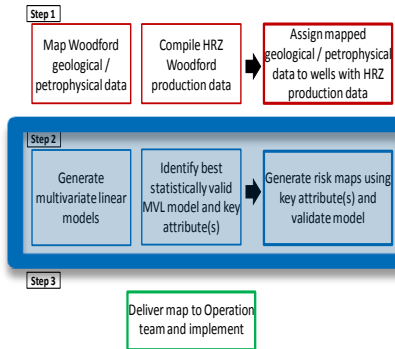 Step 1
Map Woodford
geological /
petrophysical data
Compile HRZ
Woodford
production data
Assign mapped
geological / petrophysical
data to wells with HRZ
production data
Step 2
Generate
multivariate linear
models
Identify best
statistically valid
MVL model and key
attribute(s)
Generate risk maps using
key attribute(s) and
validate model
Step 3
Deliver map to Operation
team and implement